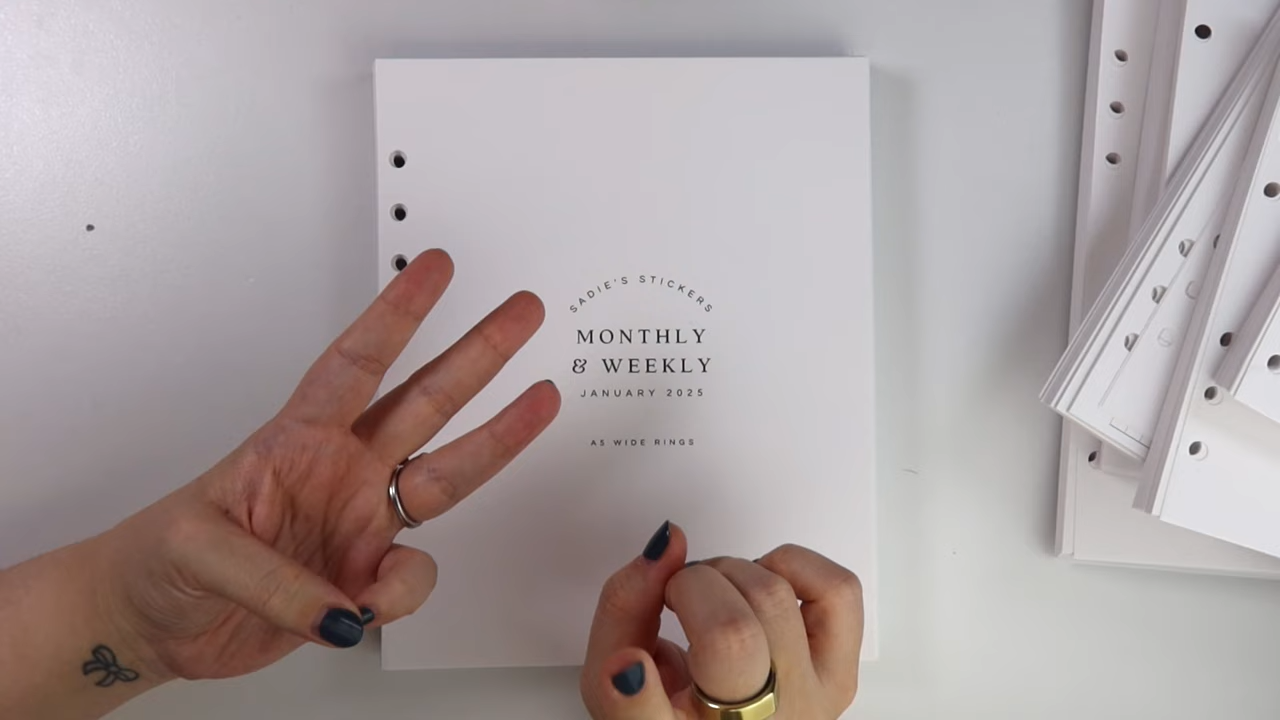 SADIE'S STICKERS
MONTHLY
& WEEKLY
JANUARY 2025
A5 WIDE RINGS